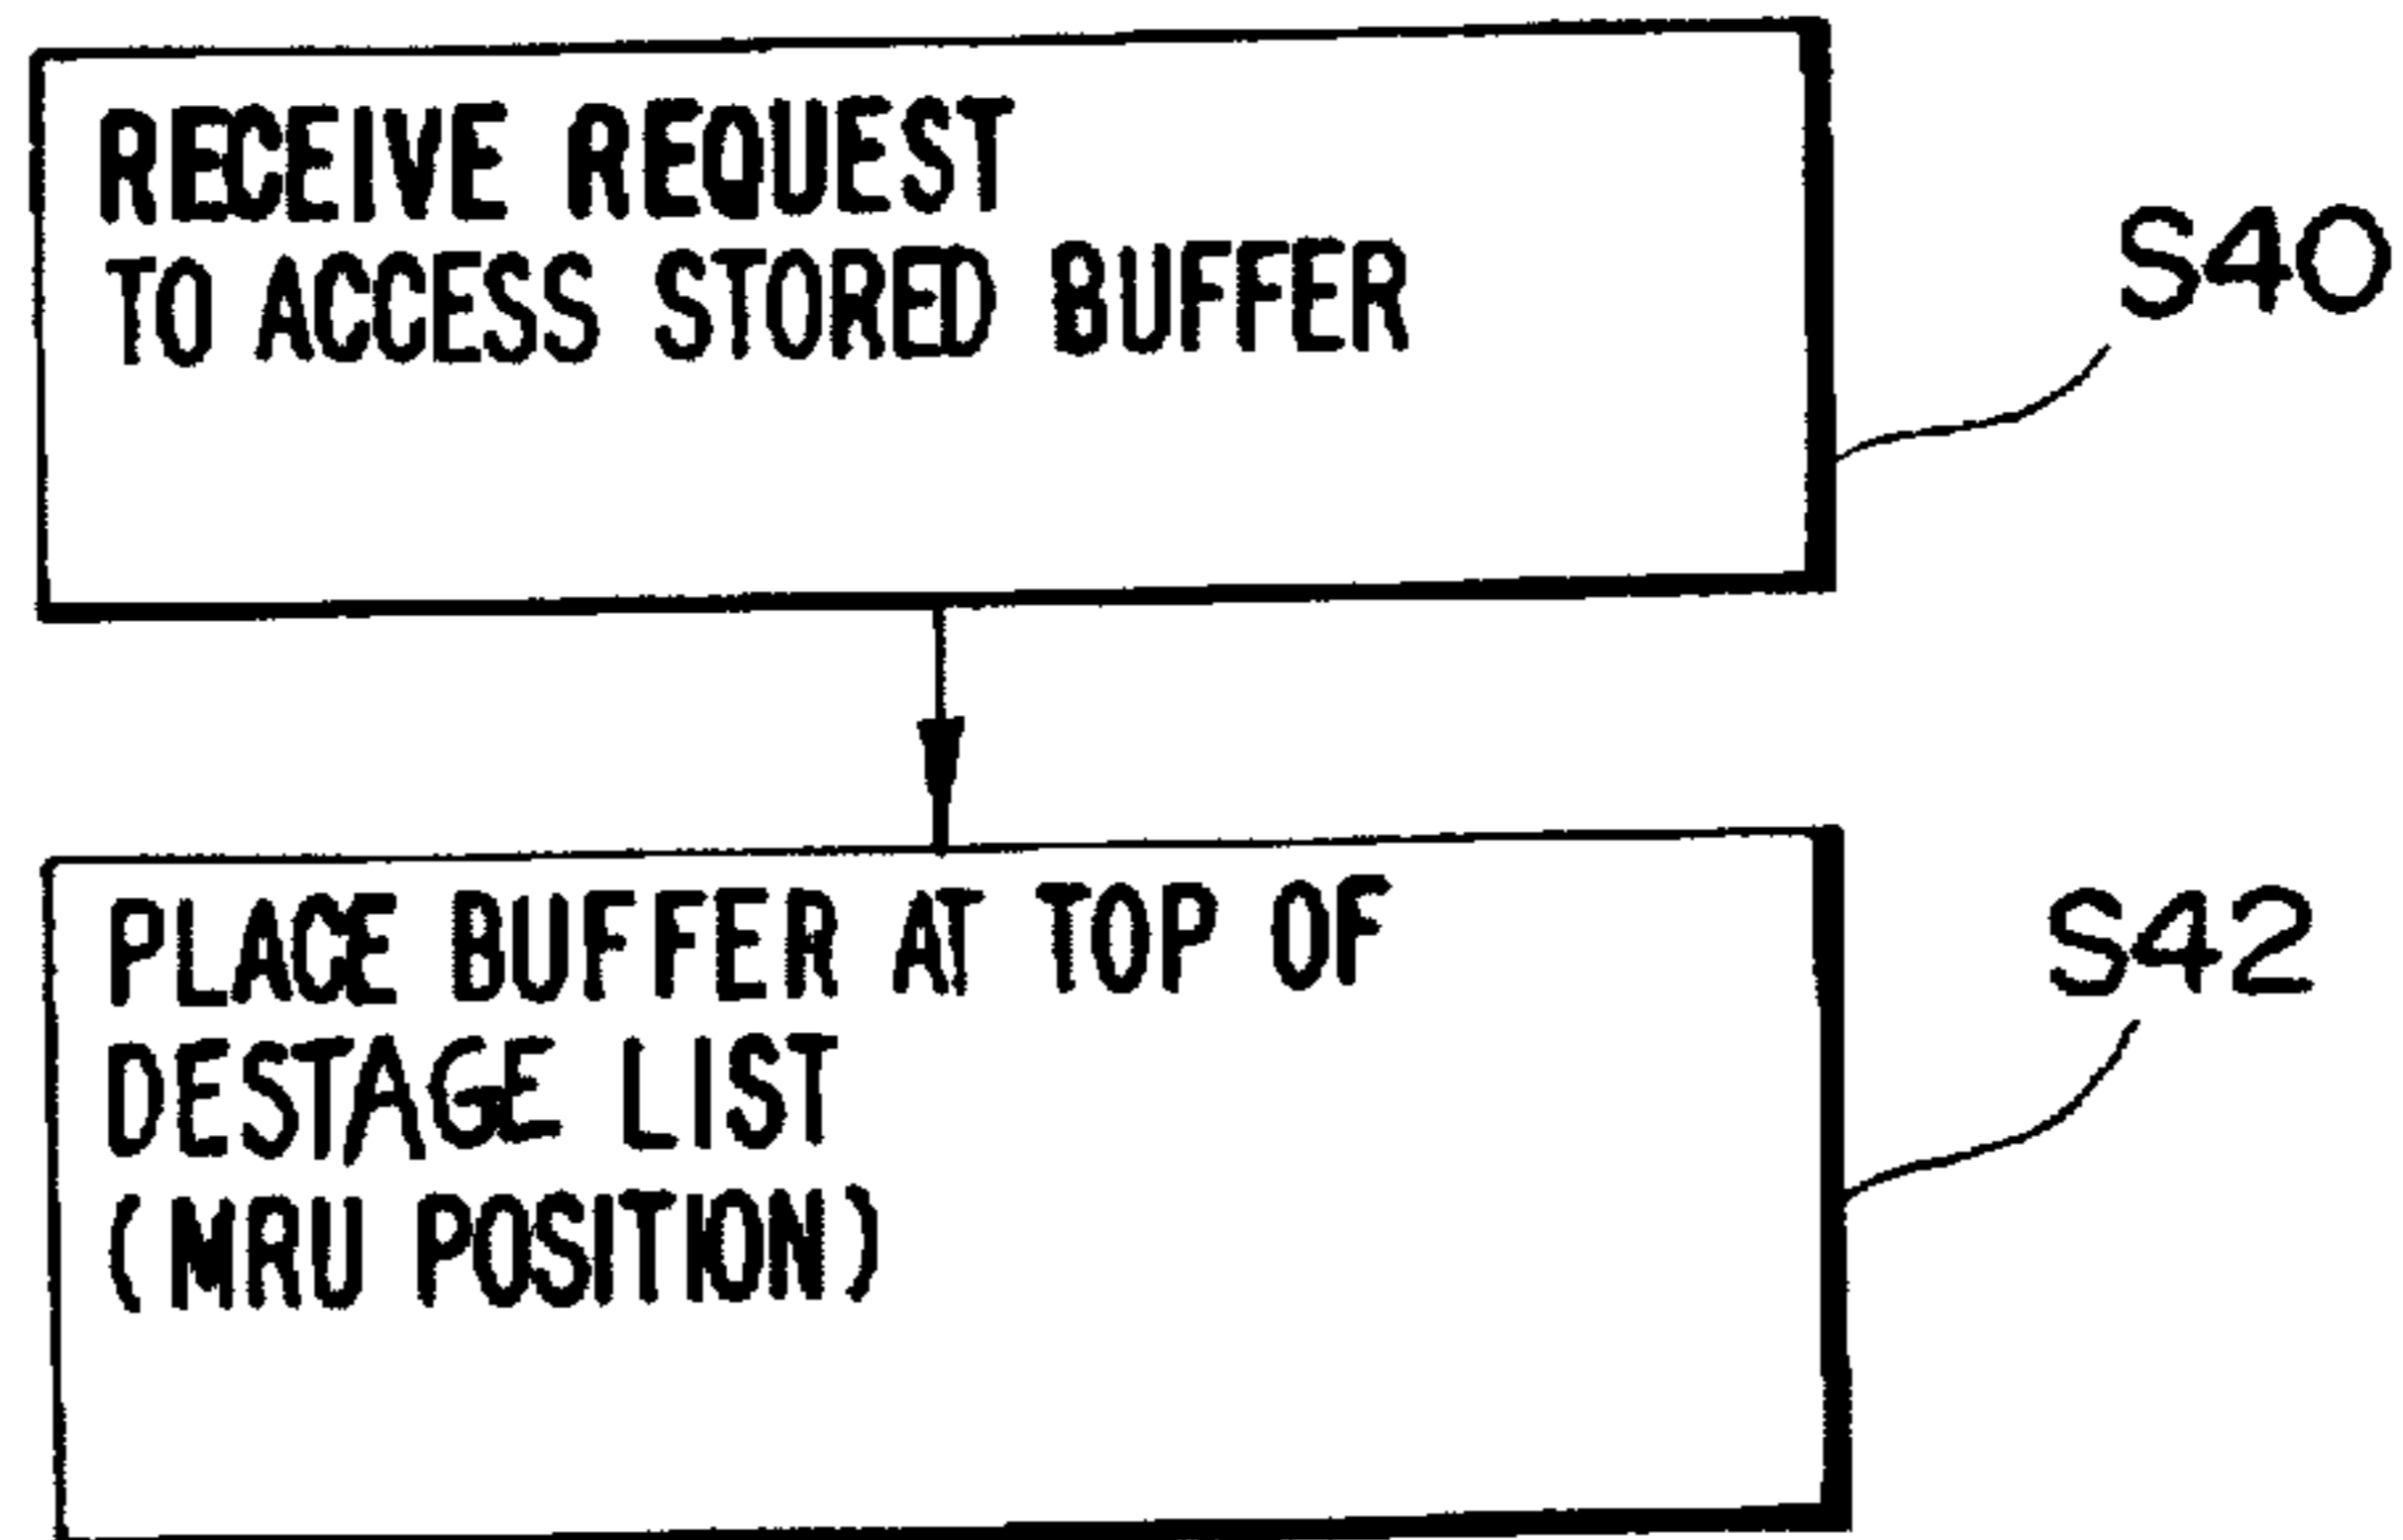 RECEIVE REQUEST
TO ACCESS STORED BUFFER
S40
PLACE BUFFER AT TOP OF
DESTAGE LIST
(MRU POSITION)
S42